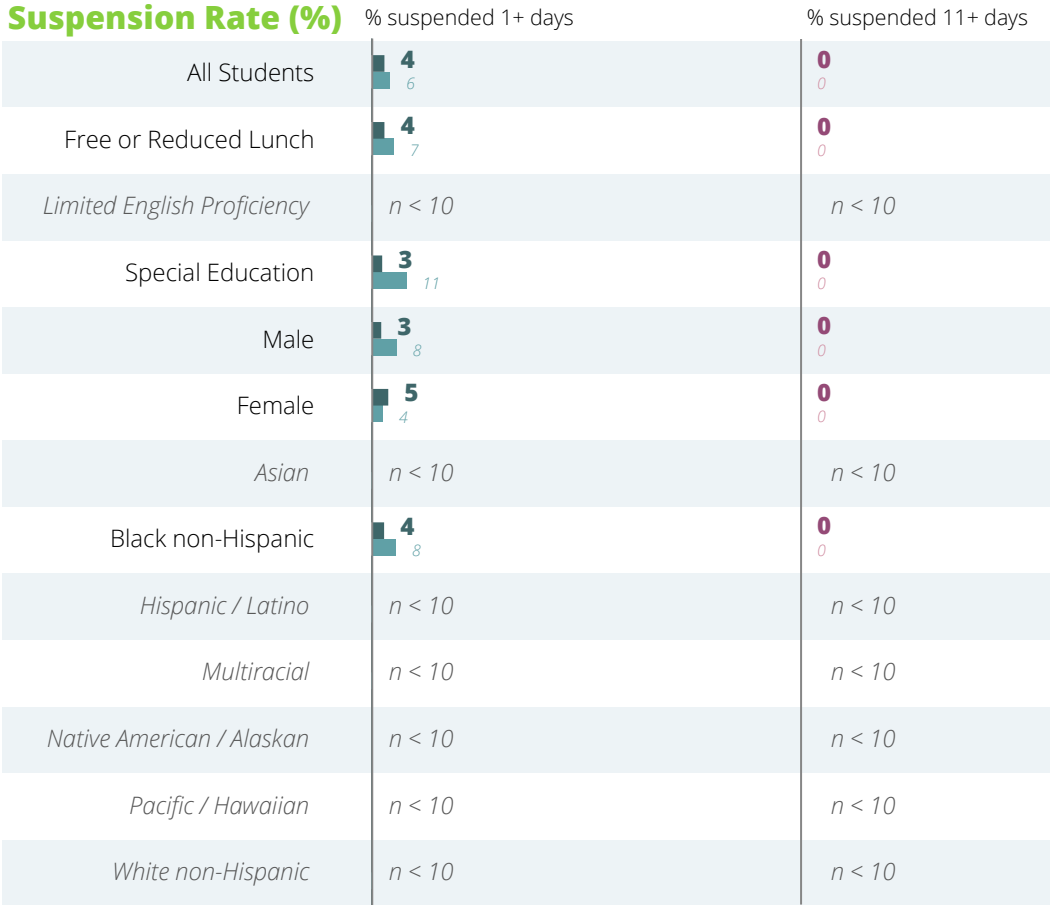 Suspension Rate (%) % suspended 1+ days % suspended 11+ days
All Students 4 0
6 0
Free or Reduced Lunch 4 0
7 0
Limited English Proficiency n < 10 n < 10
Special Education 3 0
11 0
Male 3 0
8 0
Female 5 0
4 0
Asian n < 10 n < 10
Black non-Hispanic 4 0
8 0
Hispanic / Latino n < 10 n < 10
Multiracial n < 10 n < 10
Native American / Alaskan n < 10 n < 10
Pacific / Hawaiian n < 10 n < 10
White non-Hispanic n < 10 n < 10